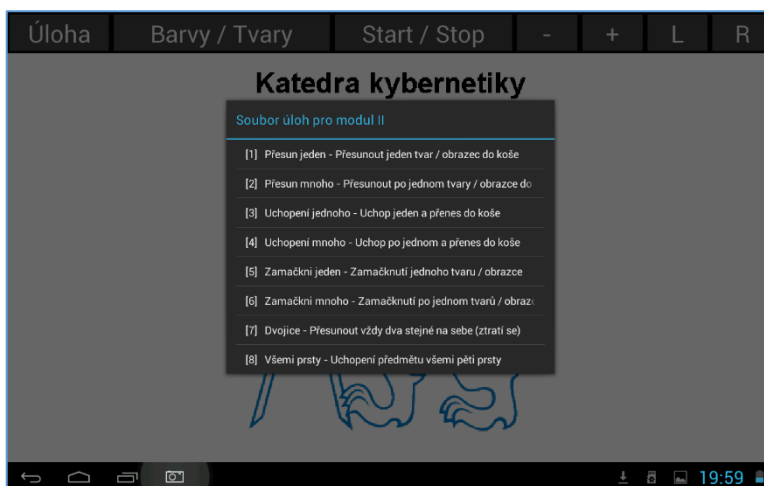 Úloha Barvy / Tvary Start / Stop - + L R
Katedra kybernetiky
Soubor úloh pro modul II
[1] Přesun jeden - Přesunout jeden tvar / obrazec do koše
[2] Přesun mnoho - Přesunout po jednom tvary / obrazce do
[3] Uchopení jednoho - Uchop jeden a přenes do koše
[4] Uchopení mnoho - Uchop po jednom a přenes do koše
[5] Zamačkni jeden - Zamačknutí jednoho tvaru / obrazce
[6] Zamačkni mnoho - Zamačknutí po jednom tvarů / obraz
[7] Dvojice - Přesunout vždy dva stejné na sebe (ztratí se)
[8] Všemi prsty - Uchopení předmětu všemi pěti prsty
19:59